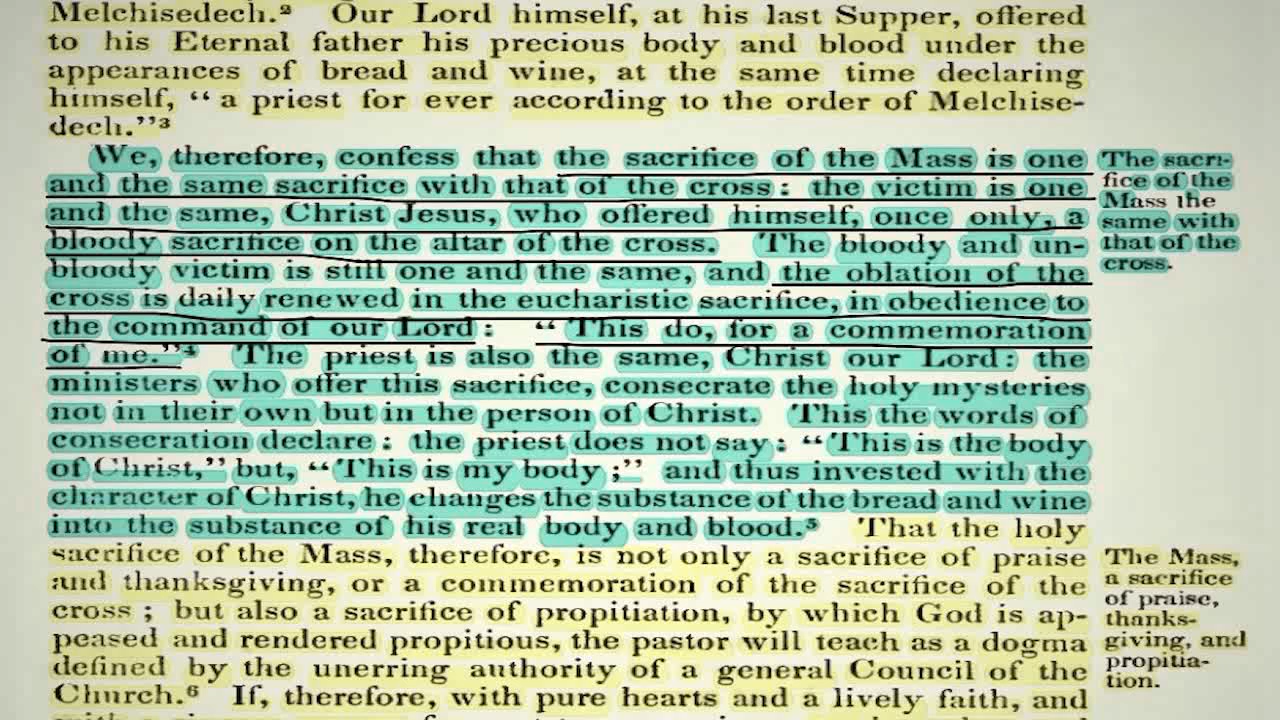 Melchisedech.² Our Lord himself, at his last Supper, offered
to his Eternal father his precious body and blood under the
appearances of bread and wine, at the same time declaring
himself, “ a priest for ever according to the order of Melchise-
dech.”³
We, therefore, confess that the sacrifice of the Mass is one
and the same sacrifice with that of the cross : the victim is one
and the same, Christ Jesus, who offered himself, once only, a
bloody sacrifice on the altar of the cross. The bloody and un-
bloody victim is still one and the same, and the oblation of the
cross is daily renewed in the eucharistic sacrifice, in obedience to
the command of our Lord : “ This do, for a commemoration
of me.”⁴ The priest is also the same, Christ our Lord : the
ministers who offer this sacrifice, consecrate the holy mysteries
not in their own but in the person of Christ. This the words of
consecration declare : the priest does not say : “ This is the body
of Christ,” but, “ This is my body ;” and thus invested with the
character of Christ, he changes the substance of the bread and wine
into the substance of his real body and blood.⁵ That the holy
sacrifice of the Mass, therefore, is not only a sacrifice of praise
and thanksgiving, or a commemoration of the sacrifice of the
cross ; but also a sacrifice of propitiation, by which God is ap-
peased and rendered propitious, the pastor will teach as a dogma
defined by the unerring authority of a general Council of the
Church.⁶ If, therefore, with pure hearts and a lively faith, and
The sacri-
fice of the
Mass the
same with
that of the
cross.
The Mass,
a sacrifice
of praise,
thanks-
giving, and
propitia-
tion.